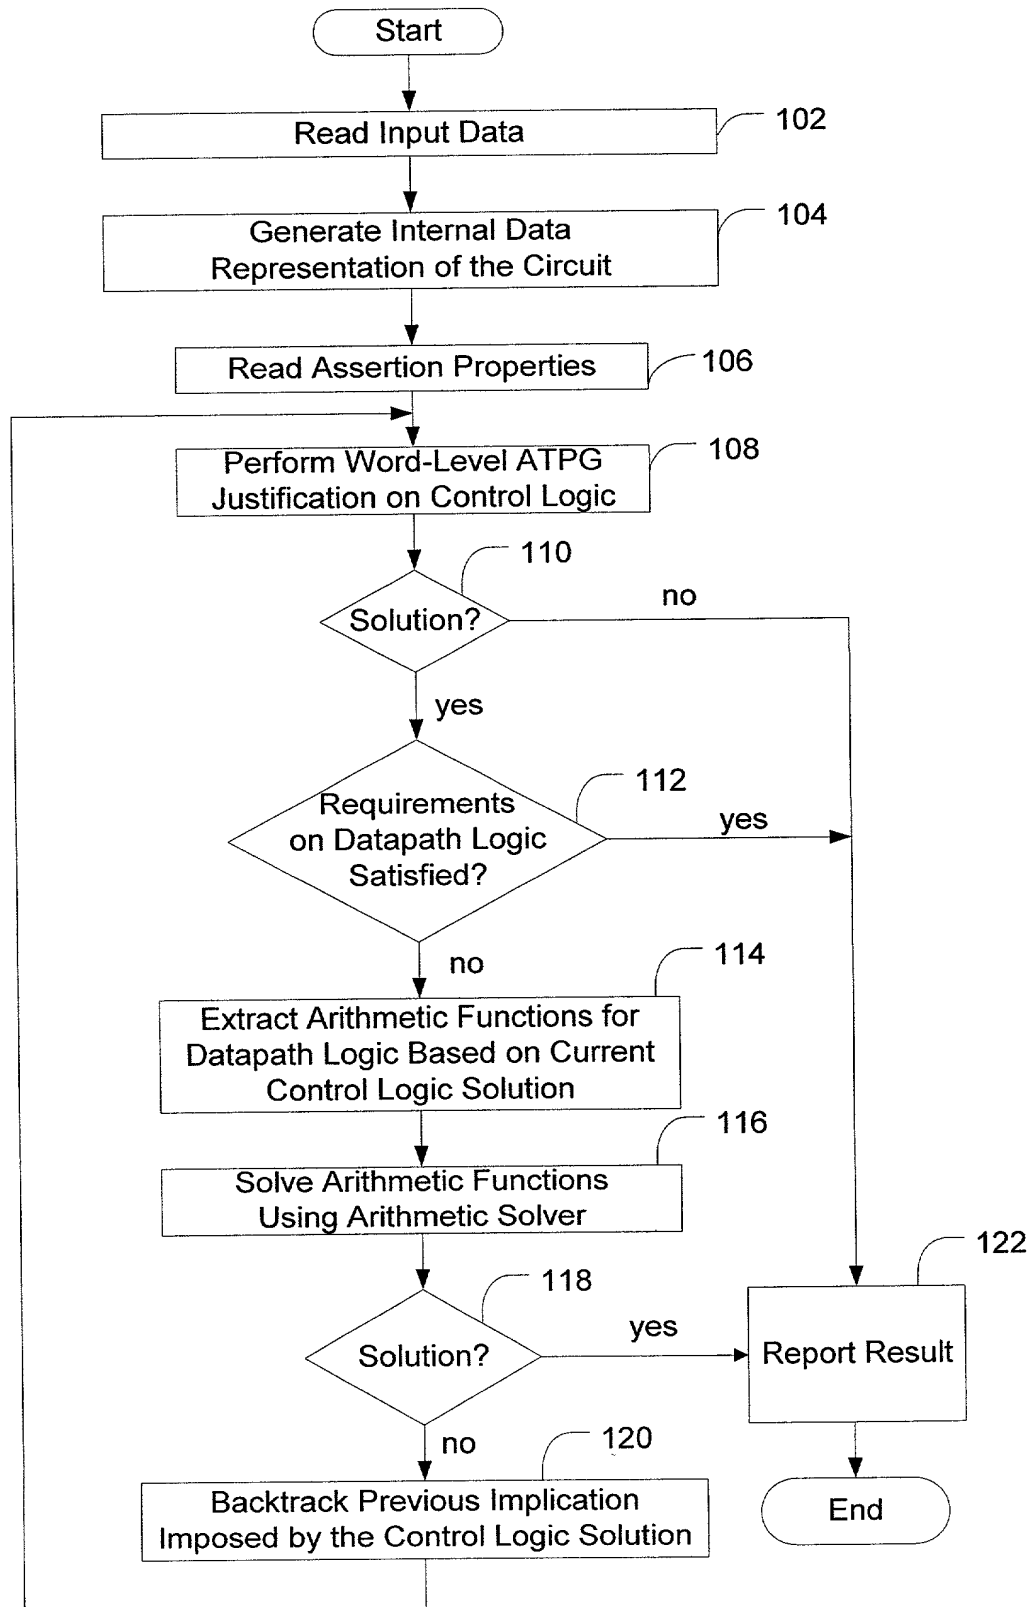 Start
Read Input Data
102
Generate Internal Data
Representation of the Circuit
104
Read Assertion Properties
106
Perform Word-Level ATPG
Justification on Control Logic
108
110
Solution?
no
yes
112
Requirements
on Datapath Logic
Satisfied?
yes
no
114
Extract Arithmetic Functions for
Datapath Logic Based on Current
Control Logic Solution
116
Solve Arithmetic Functions
Using Arithmetic Solver
118
Solution?
yes
122
Report Result
no
120
Backtrack Previous Implication
Imposed by the Control Logic Solution
End